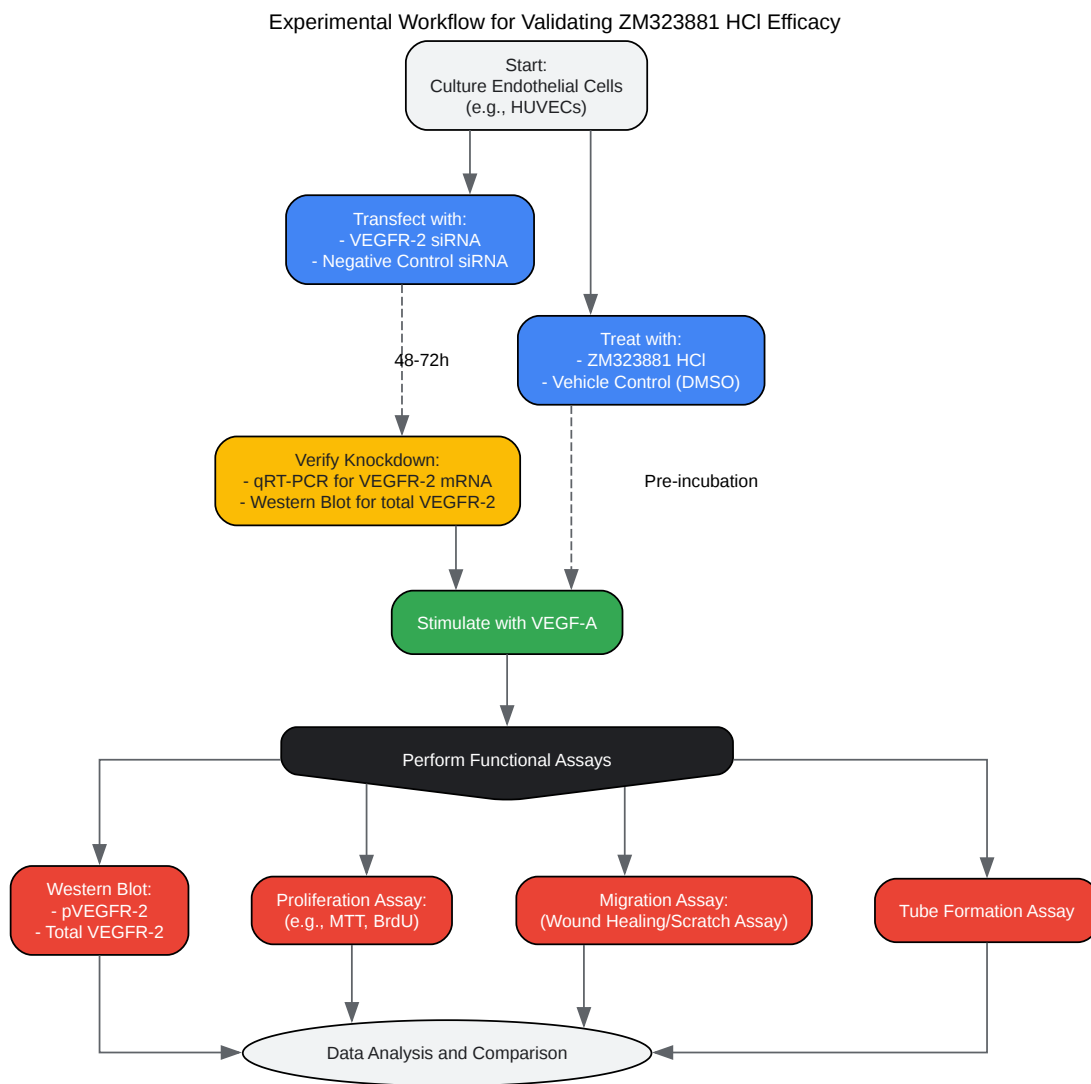 Experimental Workflow for Validating ZM323881 HCl Efficacy
Start:
Culture Endothelial Cells
(e.g., HUVECs)
Transfect with:
- VEGFR-2 siRNA
- Negative Control siRNA
Treat with:
- ZM323881 HCl
- Vehicle Control (DMSO)
48-72h
Verify Knockdown:
- qRT-PCR for VEGFR-2 mRNA
- Western Blot for total VEGFR-2
Pre-incubation
Stimulate with VEGF-A
Perform Functional Assays
Western Blot:
- pVEGFR-2
- Total VEGFR-2
Proliferation Assay:
(e.g., MTT, BrdU)
Migration Assay:
(Wound Healing/Scratch Assay)
Tube Formation Assay
Data Analysis and Comparison